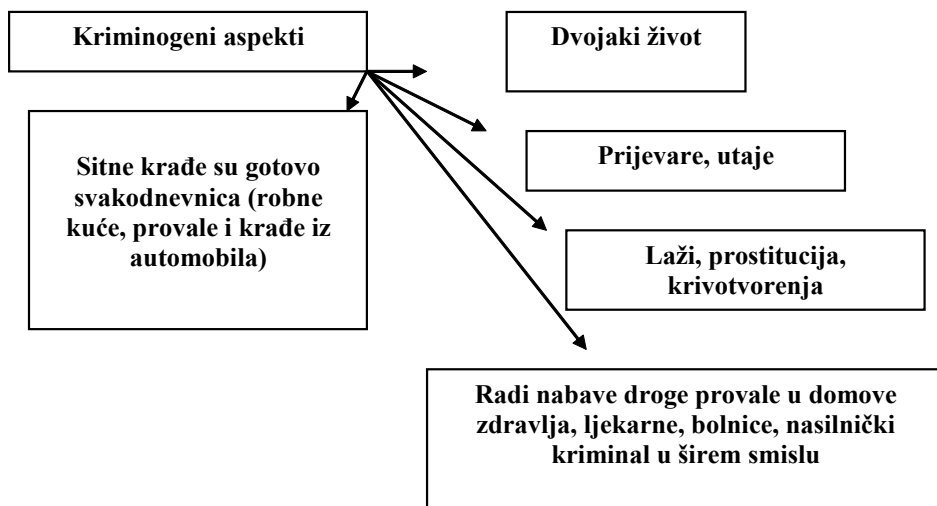 Kriminogeni aspekti
Dvojaki život
Sitne krađe su gotovo
svakodnevnica (robne
kuće, provale i krađe iz
automobila)
Prijevare, utaje
Laži, prostitucija,
krivotvorenja
Radi nabave droge provale u domove
zdravlja, ljekarne, bolnice, nasilnički
kriminal u širem smislu